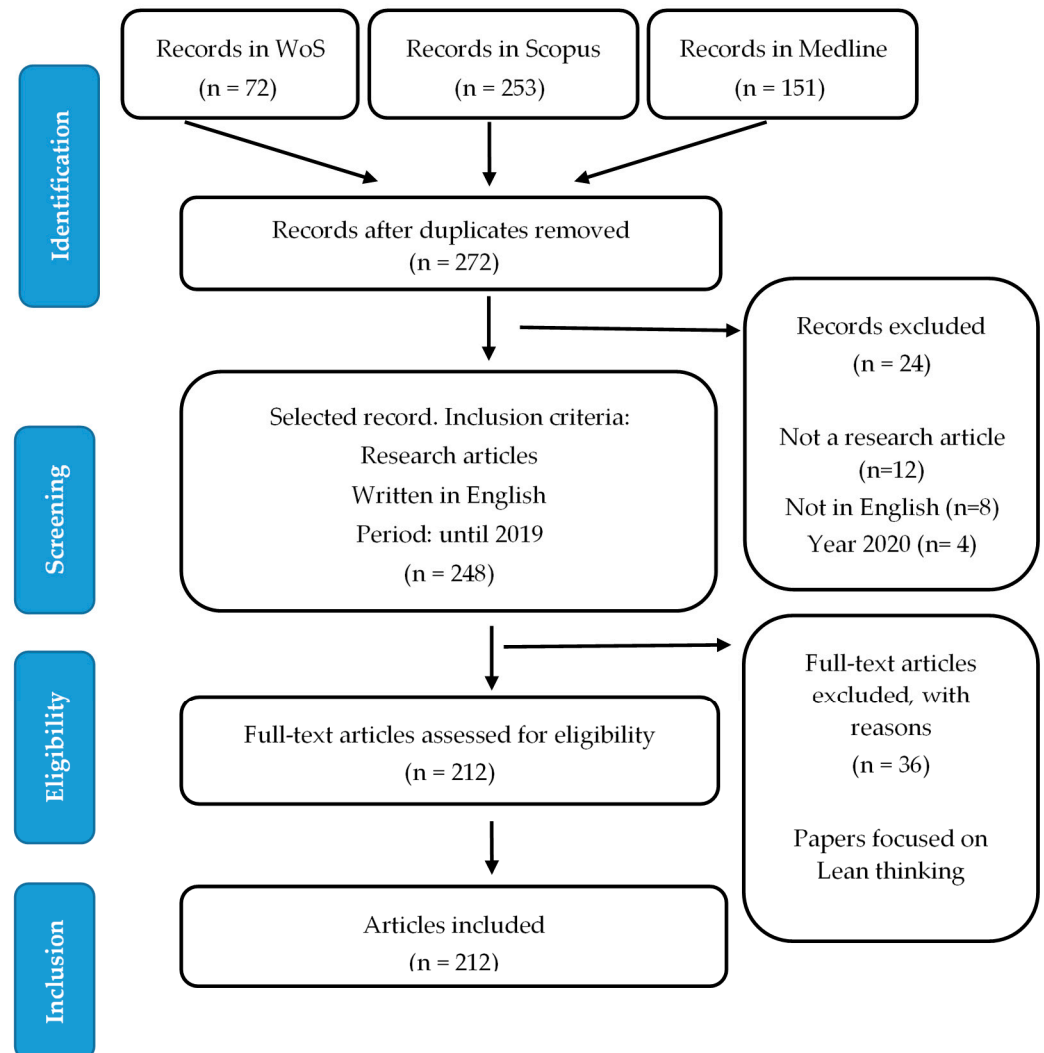 Records in WoS
(n = 72)
Records in Scopus
(n = 253)
Records in Medline
(n = 151)
Identification
Records after duplicates removed
(n = 272)
Records excluded
(n = 24)
Not a research article
(n=12)
Not in English (n=8)
Year 2020 (n= 4)
Screening
Selected record. Inclusion criteria:
Research articles
Written in English
Period: until 2019
(n = 248)
Full-text articles
excluded, with
reasons
(n = 36)
Papers focused on
Lean thinking
Eligibility
Full-text articles assessed for eligibility
(n = 212)
Inclusion
Articles included
(n = 212)